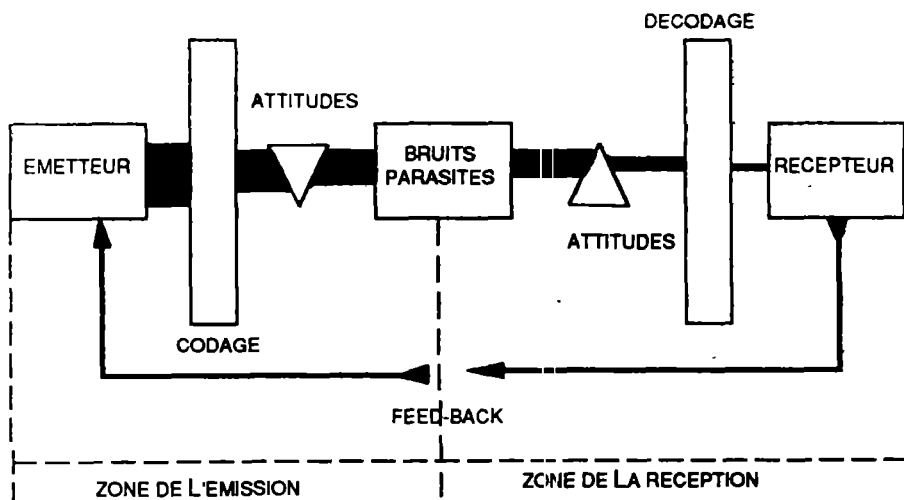 DECODAGE
ATTITUDES
EMETTEUR
BRUITS
PARASITES
RECEPTEUR
ATTITUDES
CODAGE
FEED-BACK
ZONE DE L'EMISSION
ZONE DE LA RECEPTION